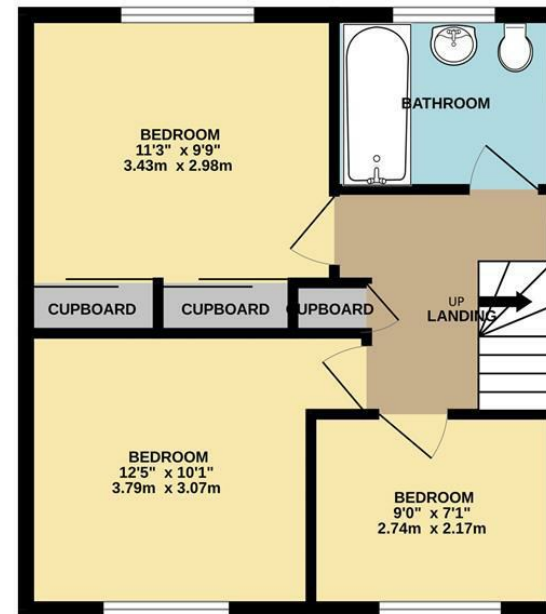 BATHROOM
BEDROOM
11'3" x 9'9"
3.43m x 2.98m
CUPBOARD
CUPBOARD
CUPBOARD
UP
LANDING
BEDROOM
12'5" x 10'1"
3.79m x 3.07m
BEDROOM
9'0" x 7'1"
2.74m x 2.17m